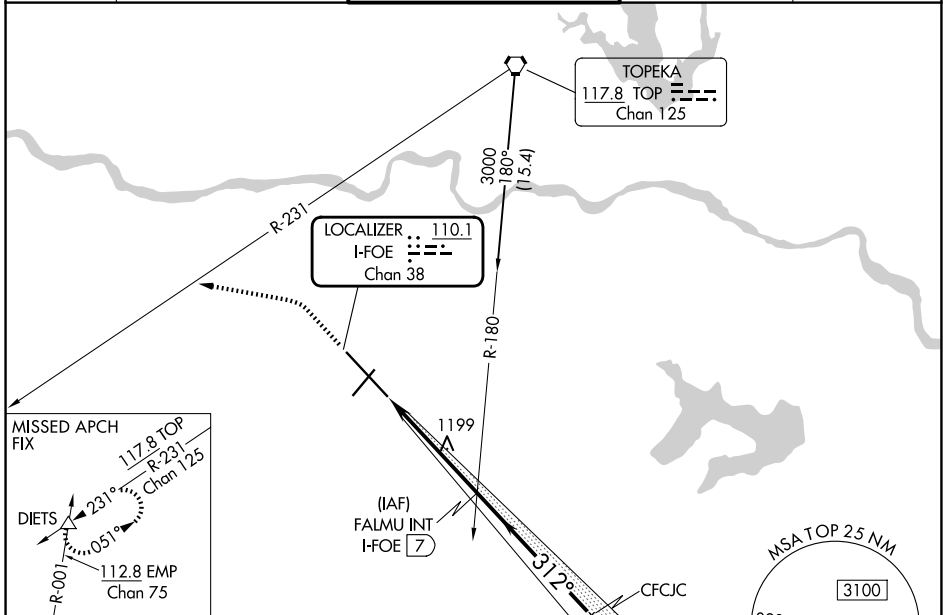 TOPEKA
117.8 TOP
Chan 125
3000
180°
(15.4)
R-231
LOCALIZER 110.1
I-FOE
Chan 38
R-180
MISSED APCH
FIX
117.8 TOP
R-231
Chan 125
1199
DIETS
231°
051°
(IAF)
FALMU INT
I-FOE 7
112.8 EMP
Chan 75
R-001
312°
CFCJC
MSA TOP 25 NM
3100